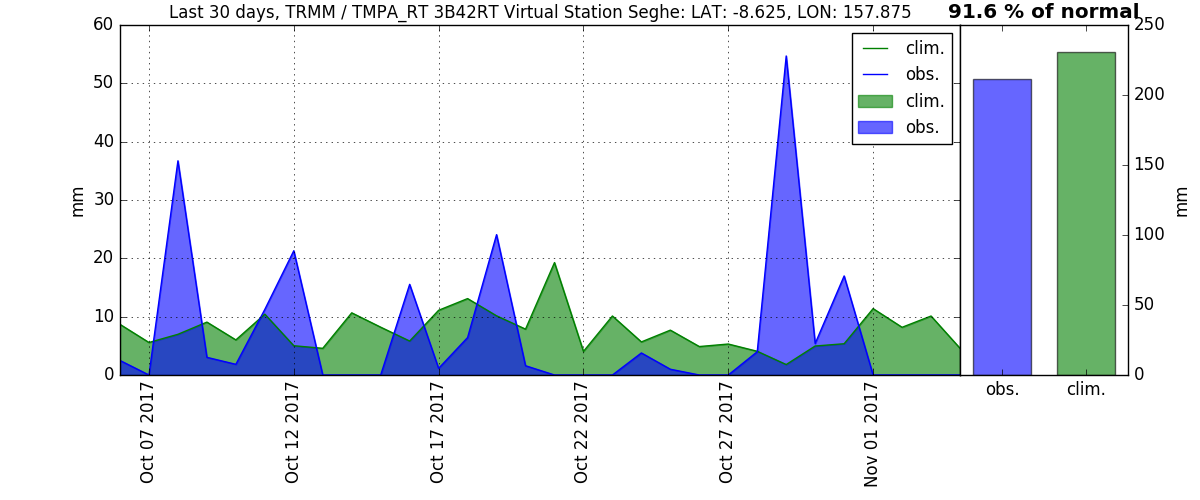 Last 30 days, TRMM / TMPA_RT 3B42RT Virtual Station Seghe: LAT: -8.625, LON: 157.875
91.6 % of normal
60
50
40
30
20
10
0
mm
clim.
obs.
clim.
obs.
Oct 07 2017
Oct 12 2017
Oct 17 2017
Oct 22 2017
Oct 27 2017
Nov 01 2017
250
200
150
100
50
0
mm
obs.
clim.